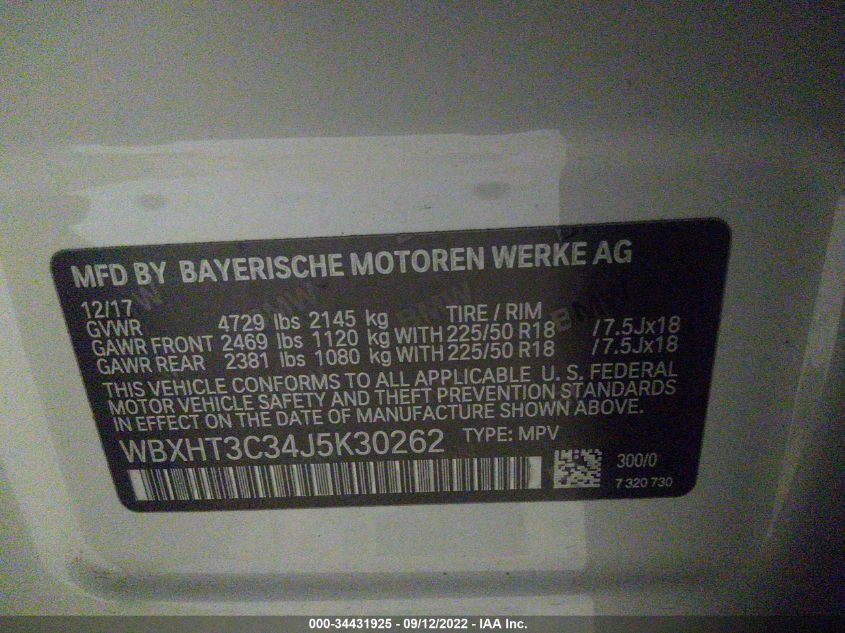 MFD BY BAYERISCHE MOTOREN WERKE AG
12/17
GVWR 4729 lbs 2145 kg TIRE / RIM
GAWR FRONT 2469 lbs 1120 kg WITH 225/50 R18 /7.5Jx18
GAWR REAR 2381 lbs 1080 kg WITH 225/50 R18 /7.5Jx18
THIS VEHICLE CONFORMS TO ALL APPLICABLE U. S. FEDERAL
MOTOR VEHICLE SAFETY AND THEFT PREVENTION STANDARDS
IN EFFECT ON THE DATE OF MANUFACTURE SHOWN ABOVE.
WBXHT3C34J5K30262 TYPE: MPV
300/0
7 320 730
000-34431925 - 09/12/2022 - IAA Inc.